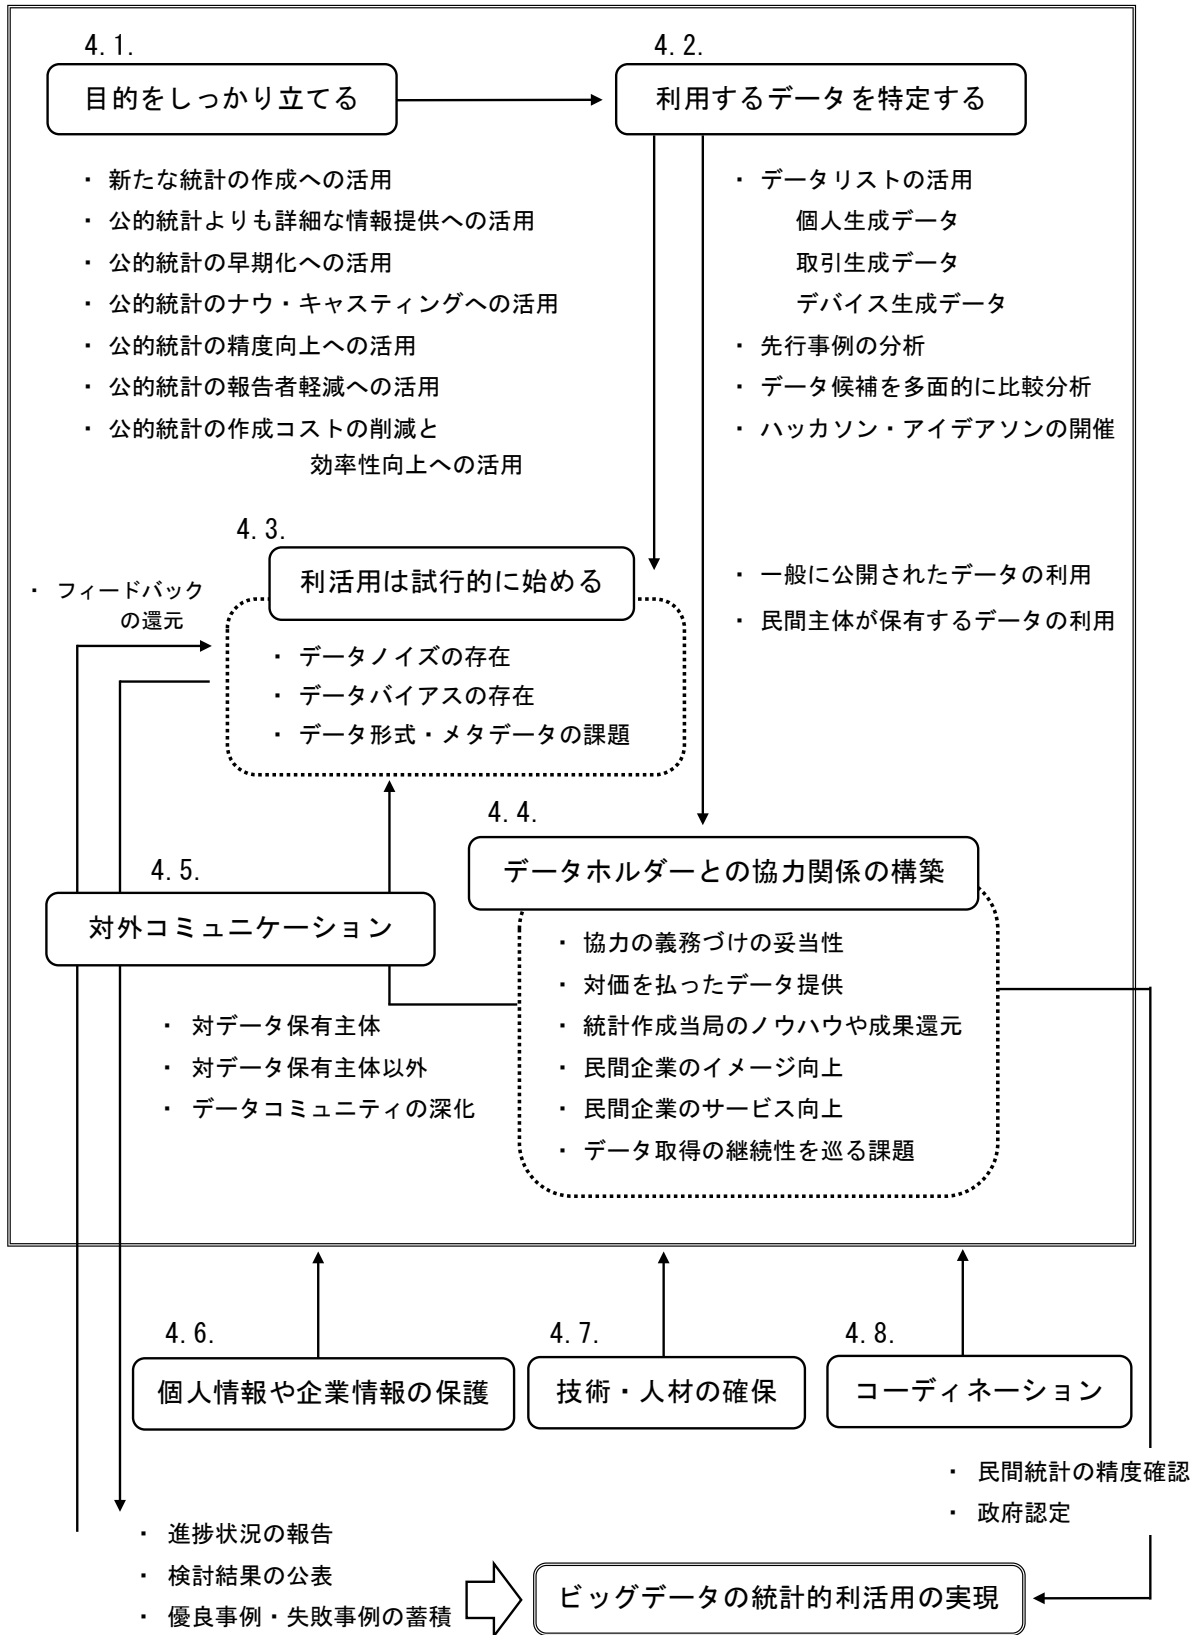 4.1.
目的をしっかり立てる
・ 新たな統計の作成への活用
・ 公的統計よりも詳細な情報提供への活用
・ 公的統計の早期化への活用
・ 公的統計のナウ・キャスティングへの活用
・ 公的統計の精度向上への活用
・ 公的統計の報告者軽減への活用
・ 公的統計の作成コストの削減と
効率性向上への活用
4.2.
利用するデータを特定する
・ データリストの活用
個人生成データ
取引生成データ
デバイス生成データ
・ 先行事例の分析
・ データ候補を多面的に比較分析
・ ハッカソン・アイデアソンの開催
・ 一般に公開されたデータの利用
・ 民間主体が保有するデータの利用
4.3.
利活用は試行的に始める
・ データノイズの存在
・ データバイアスの存在
・ データ形式・メタデータの課題
・ フィードバック
の還元
4.4.
データホルダーとの協力関係の構築
・ 協力の義務づけの妥当性
・ 対価を払ったデータ提供
・ 統計作成当局のノウハウや成果還元
・ 民間企業のイメージ向上
・ 民間企業のサービス向上
・ データ取得の継続性を巡る課題
4.5.
対外コミュニケーション
・ 対データ保有主体
・ 対データ保有主体以外
・ データコミュニティの深化
4.6.
個人情報や企業情報の保護
4.7.
技術・人材の確保
4.8.
コーディネーション
・ 民間統計の精度確認
・ 政府認定
・ 進捗状況の報告
・ 検討結果の公表
・ 優良事例・失敗事例の蓄積
ビッグデータの統計的利活用の実現